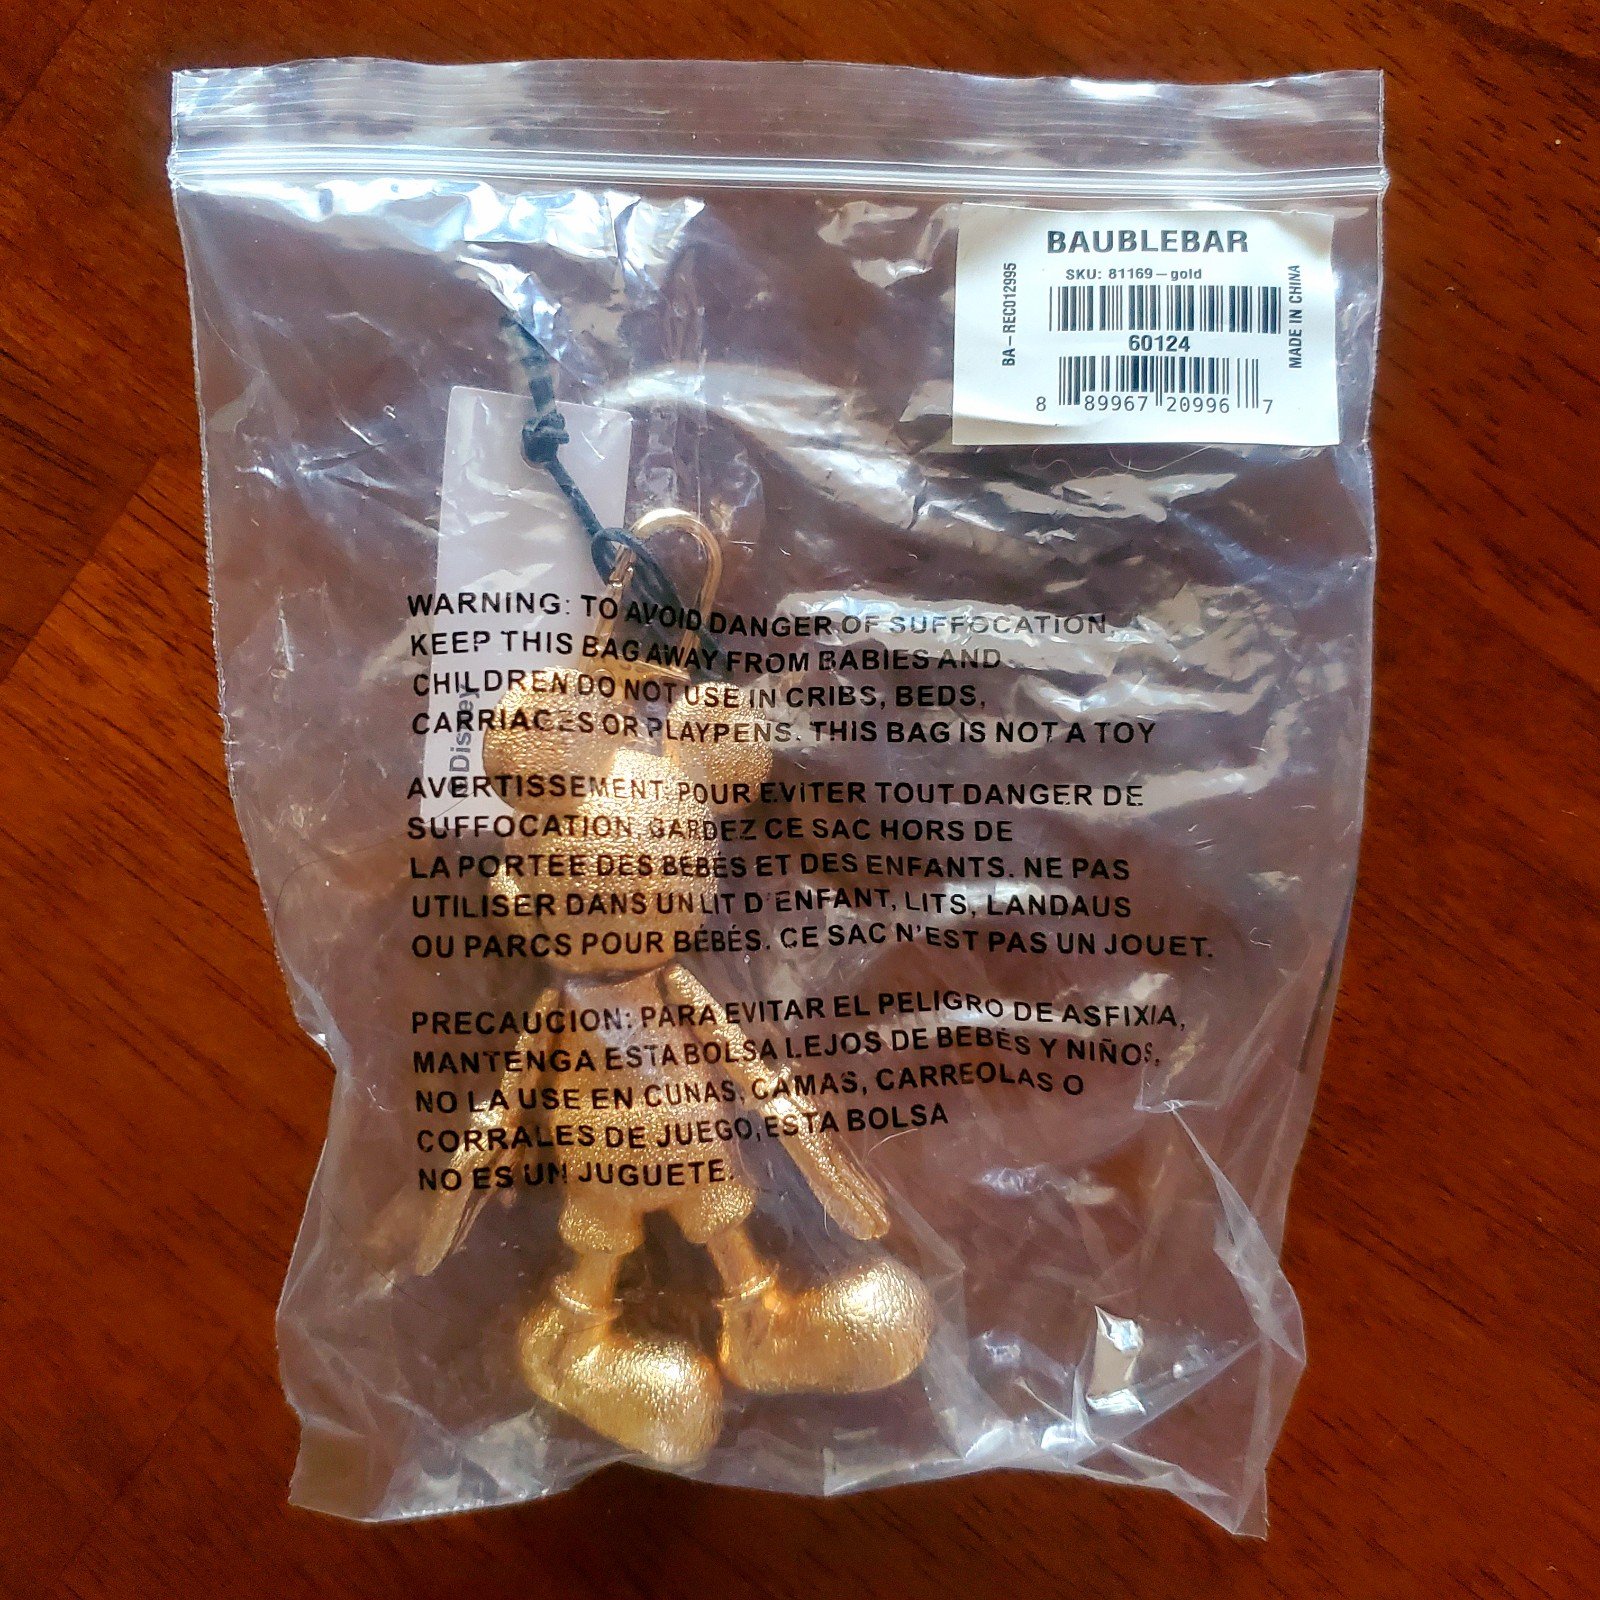 BAUBLEBAR
SKU: 81169-gold
BA-REC012995
MADE IN CHINA
60124
8 89967 20996 7
Disney
WARNING: TO AVOID DANGER OF SUFFOCATION,
KEEP THIS BAG AWAY FROM BABIES AND
CHILDREN DO NOT USE IN CRIBS, BEDS,
CARRIAGES OR PLAYPENS. THIS BAG IS NOT A TOY
AVERTISSEMENT: POUR EVITER TOUT DANGER DE
SUFFOCATION, GARDEZ CE SAC HORS DE
LA PORTEE DES BÉBÉS ET DES ENFANTS. NE PAS
UTILISER DANS UN LIT D'ENFANT, LITS, LANDAUS
OU PARCS POUR BÉBÉS. CE SAC N'EST PAS UN JOUET.
PRECAUCION: PARA EVITAR EL PELIGRO DE ASFIXIA,
MANTENGA ESTA BOLSA LEJOS DE BEBÉS Y NIÑOS,
NO LA USE EN CUNAS, CAMAS, CARREOLAS O
CORRALES DE JUEGO,ESTA BOLSA
NO ES UN JUGUETE.